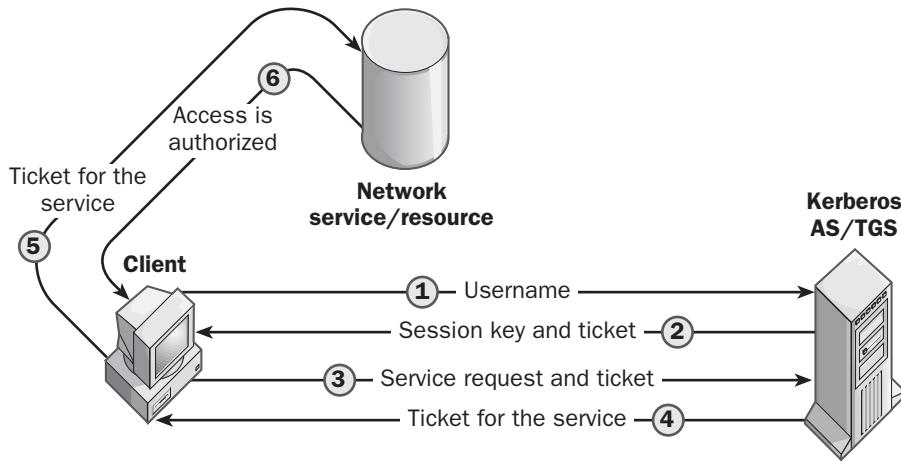 6
Access is
authorized
Ticket for the
service
5
Network
service/resource
Kerberos
AS/TGS
Client
1 Username
Session key and ticket 2
3 Service request and ticket
Ticket for the service 4